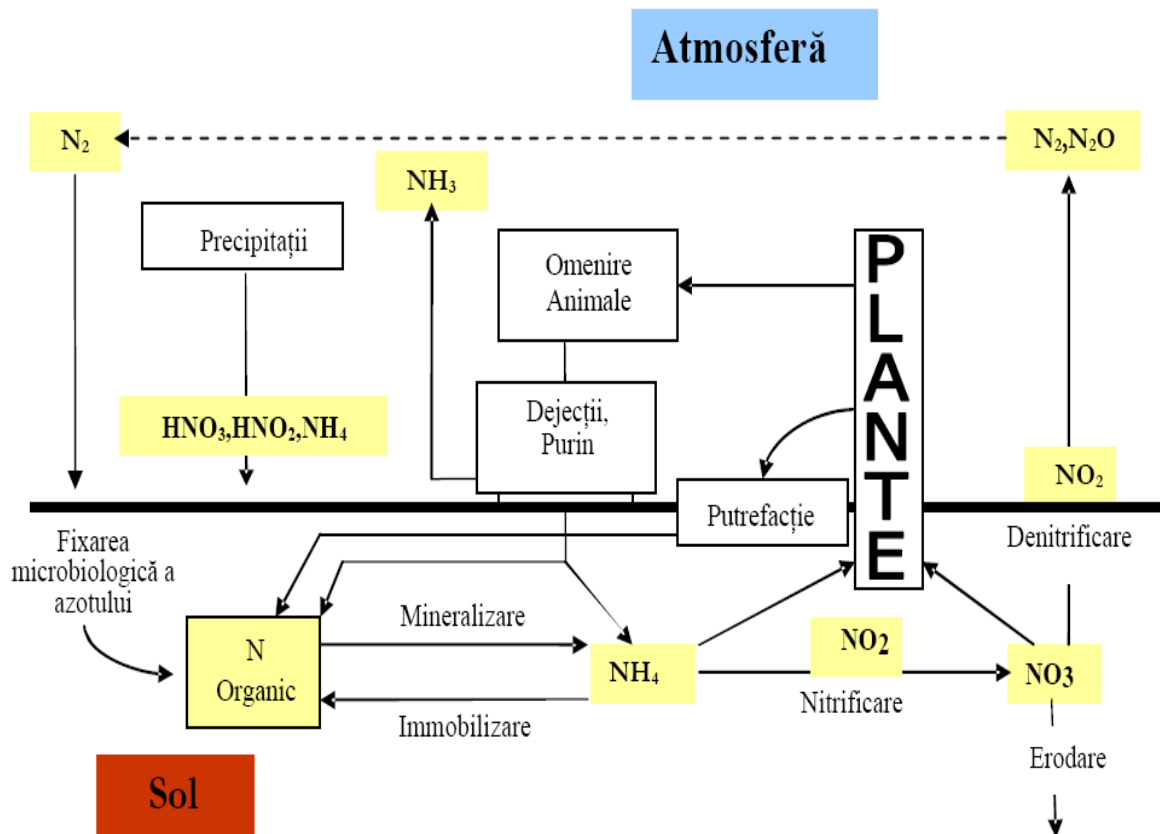 Atmosferă
N₂
N₂,N₂O
NH₃
Precipitații
Omenire
Animale
PLANTE
HNO₃,HNO₂,NH₄
Dejecții,
Purin
NO₂
Putrefacție
Denitrificare
Fixarea
microbiologică a
azotului
Mineralizare
N
Organic
NH₄
NO2
NO3
Nitrificare
Immobilizare
Erodare
Sol